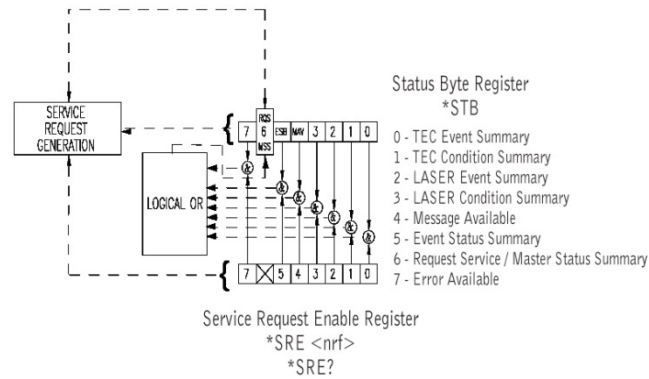 SERVICE
REQUEST
GENERATION
LOGICAL OR
RQS
7 6 ESB MAV 3 2 1 0
MSS
& & & & & & &
7 5 4 3 2 1 0
Status Byte Register
*STB
0 - TEC Event Summary
1 - TEC Condition Summary
2 - LASER Event Summary
3 - LASER Condition Summary
4 - Message Available
5 - Event Status Summary
6 - Request Service / Master Status Summary
7 - Error Available
Service Request Enable Register
*SRE <nrf>
*SRE?